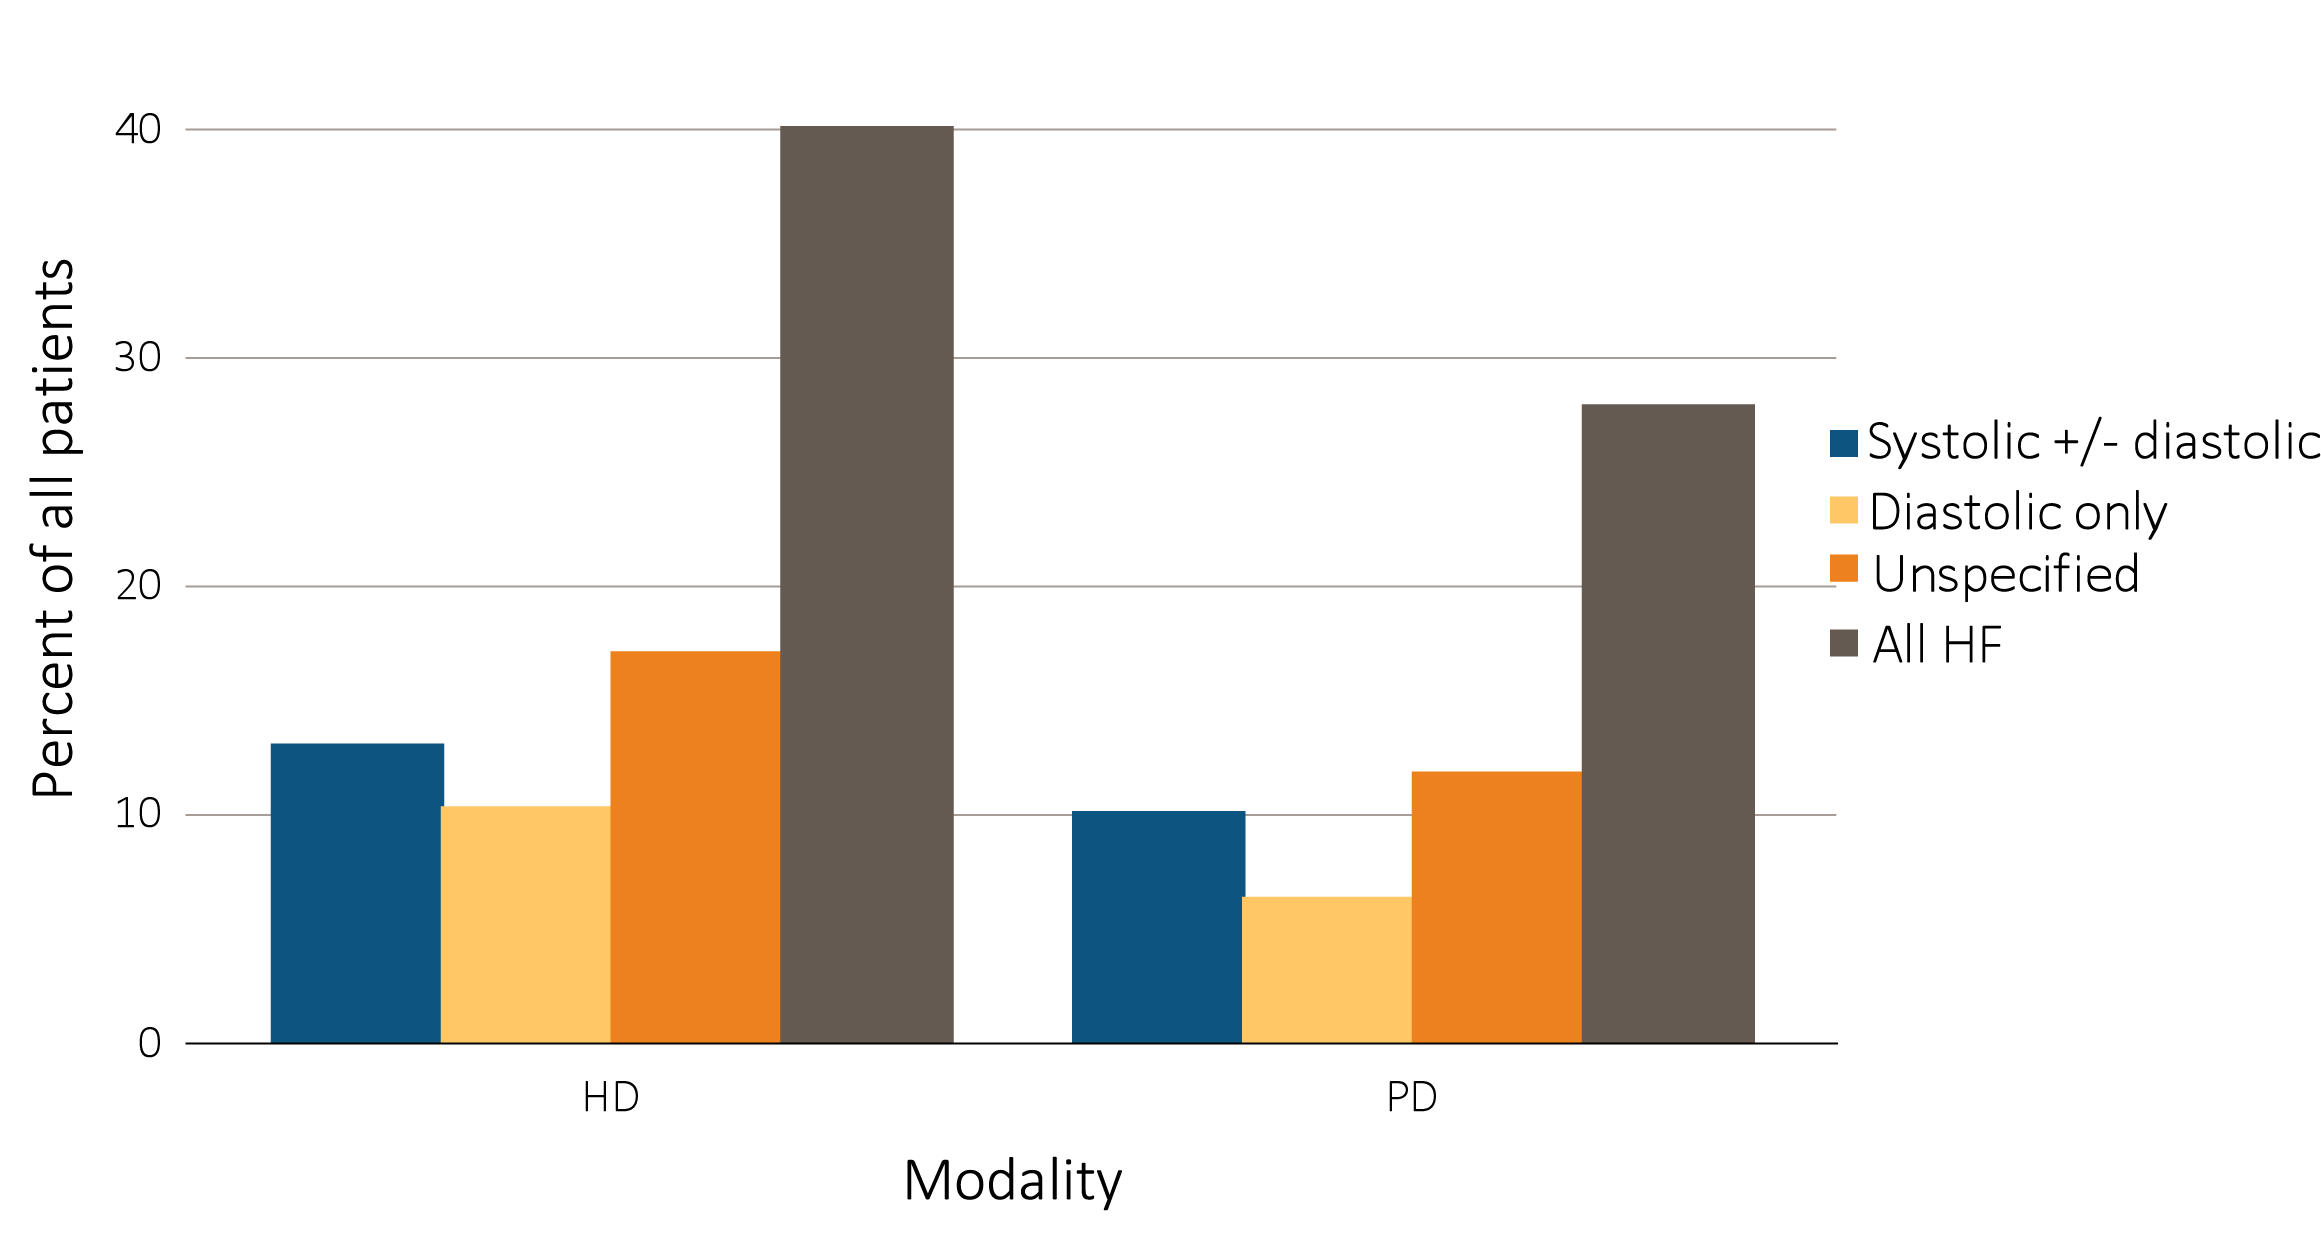 Percent of all patients
40
30
20
10
0
HD
PD
Modality
Systolic +/- diastolic
Diastolic only
Unspecified
All HF